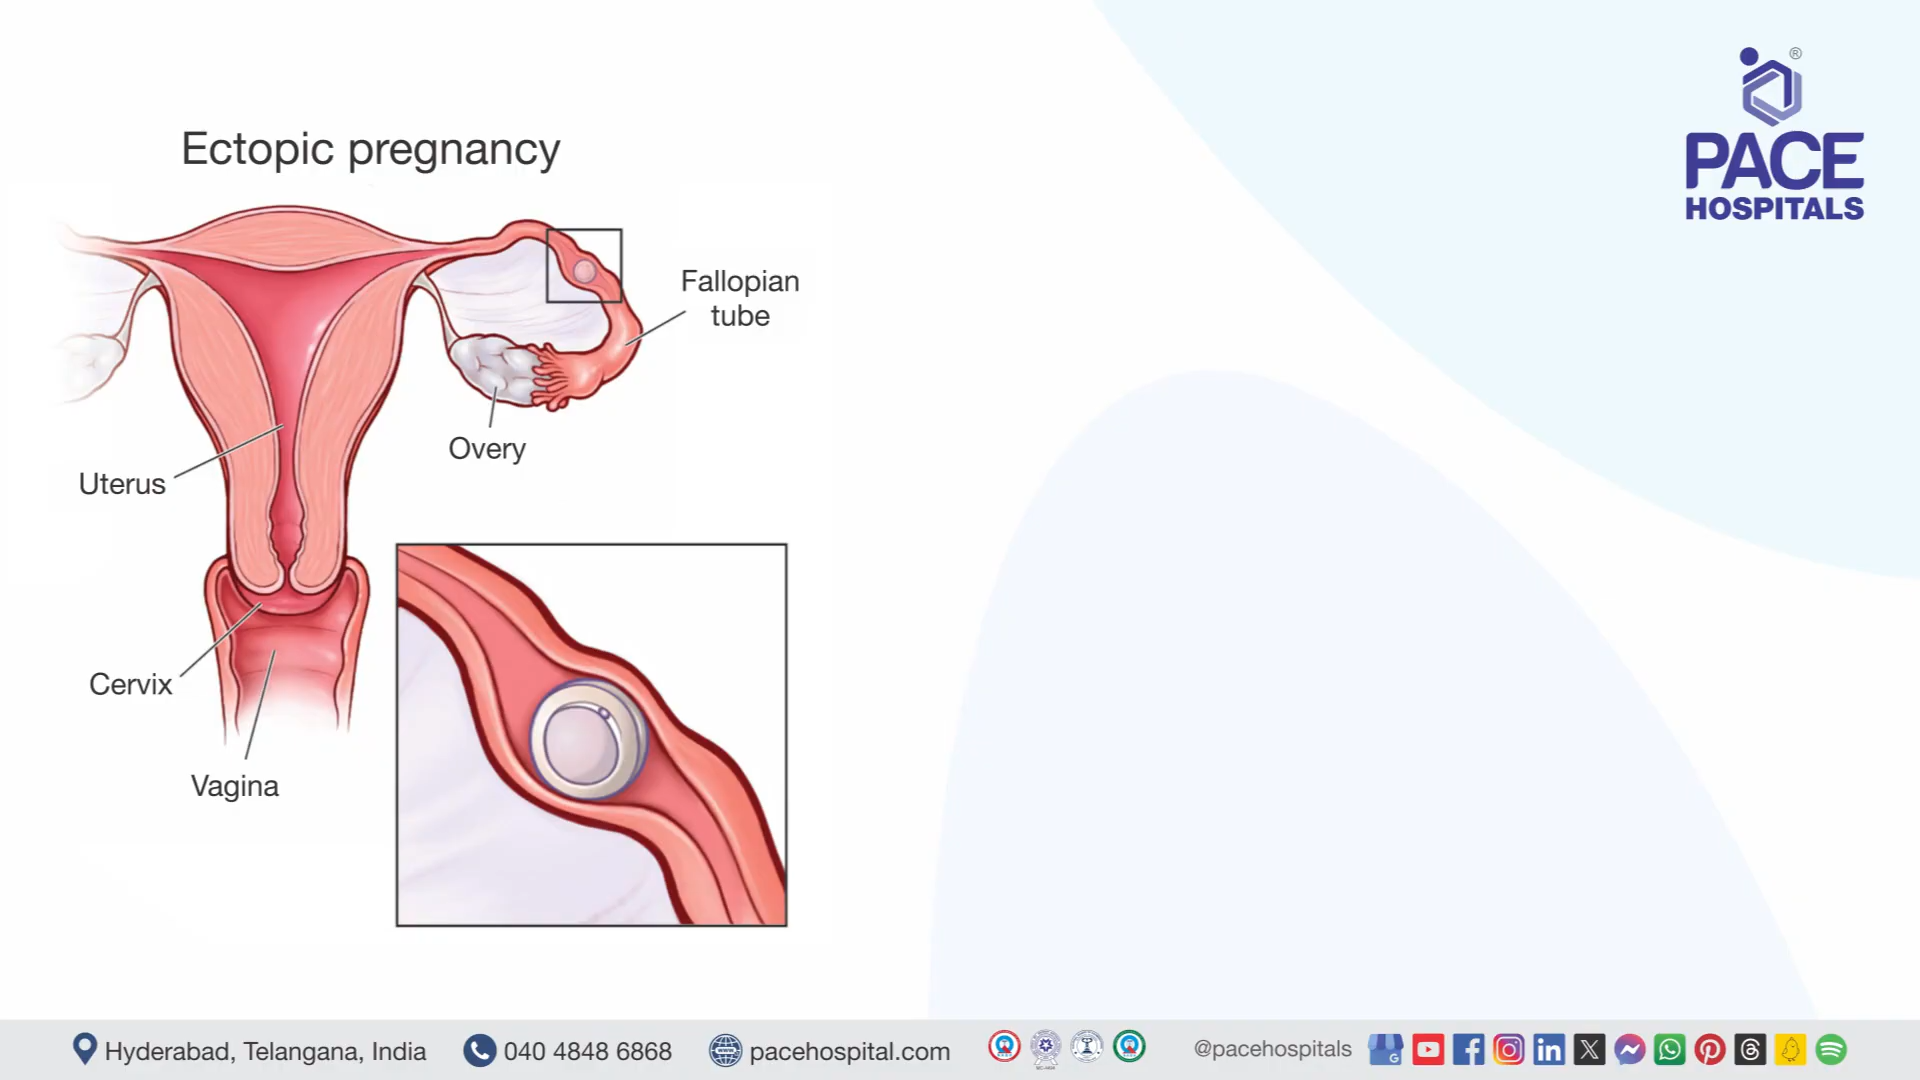 Ectopic pregnancy
®
PACE
HOSPITALS
Fallopian
tube
Overy
Uterus
Cervix
Vagina
Hyderabad, Telangana, India
040 4848 6868
www
pacehospital.com
@pacehospitals